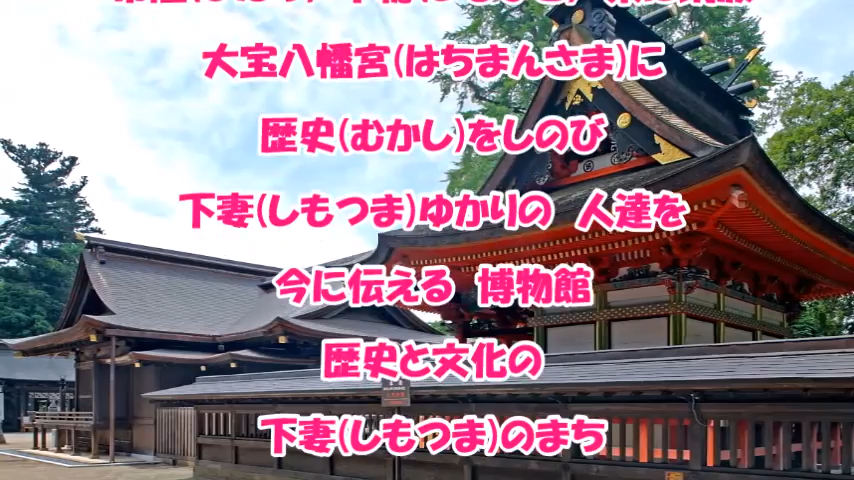 大宝八幡宮(はちまんさま)に
歴史(むかし)をしのび
下妻(しもつま)ゆかりの 人達を
今に伝える 博物館
歴史と文化の
下妻(しもつま)のまち